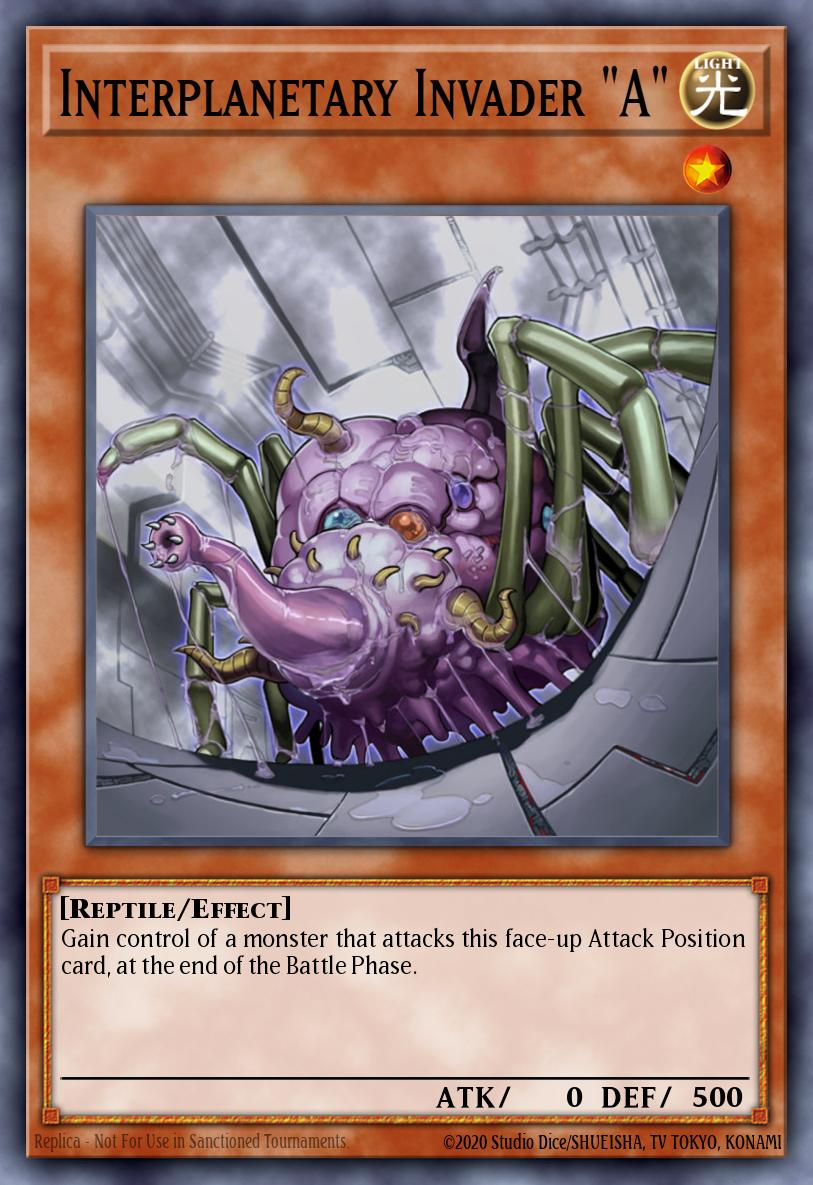 Interplanetary Invader "A"
LIGHT
光
[Reptile/Effect]
Gain control of a monster that attacks this face-up Attack Position
card, at the end of the Battle Phase.
ATK/ 0 DEF/ 500
Replica - Not For Use in Sanctioned Tournaments.
©2020 Studio Dice/SHUEISHA, TV TOKYO, KONAMI